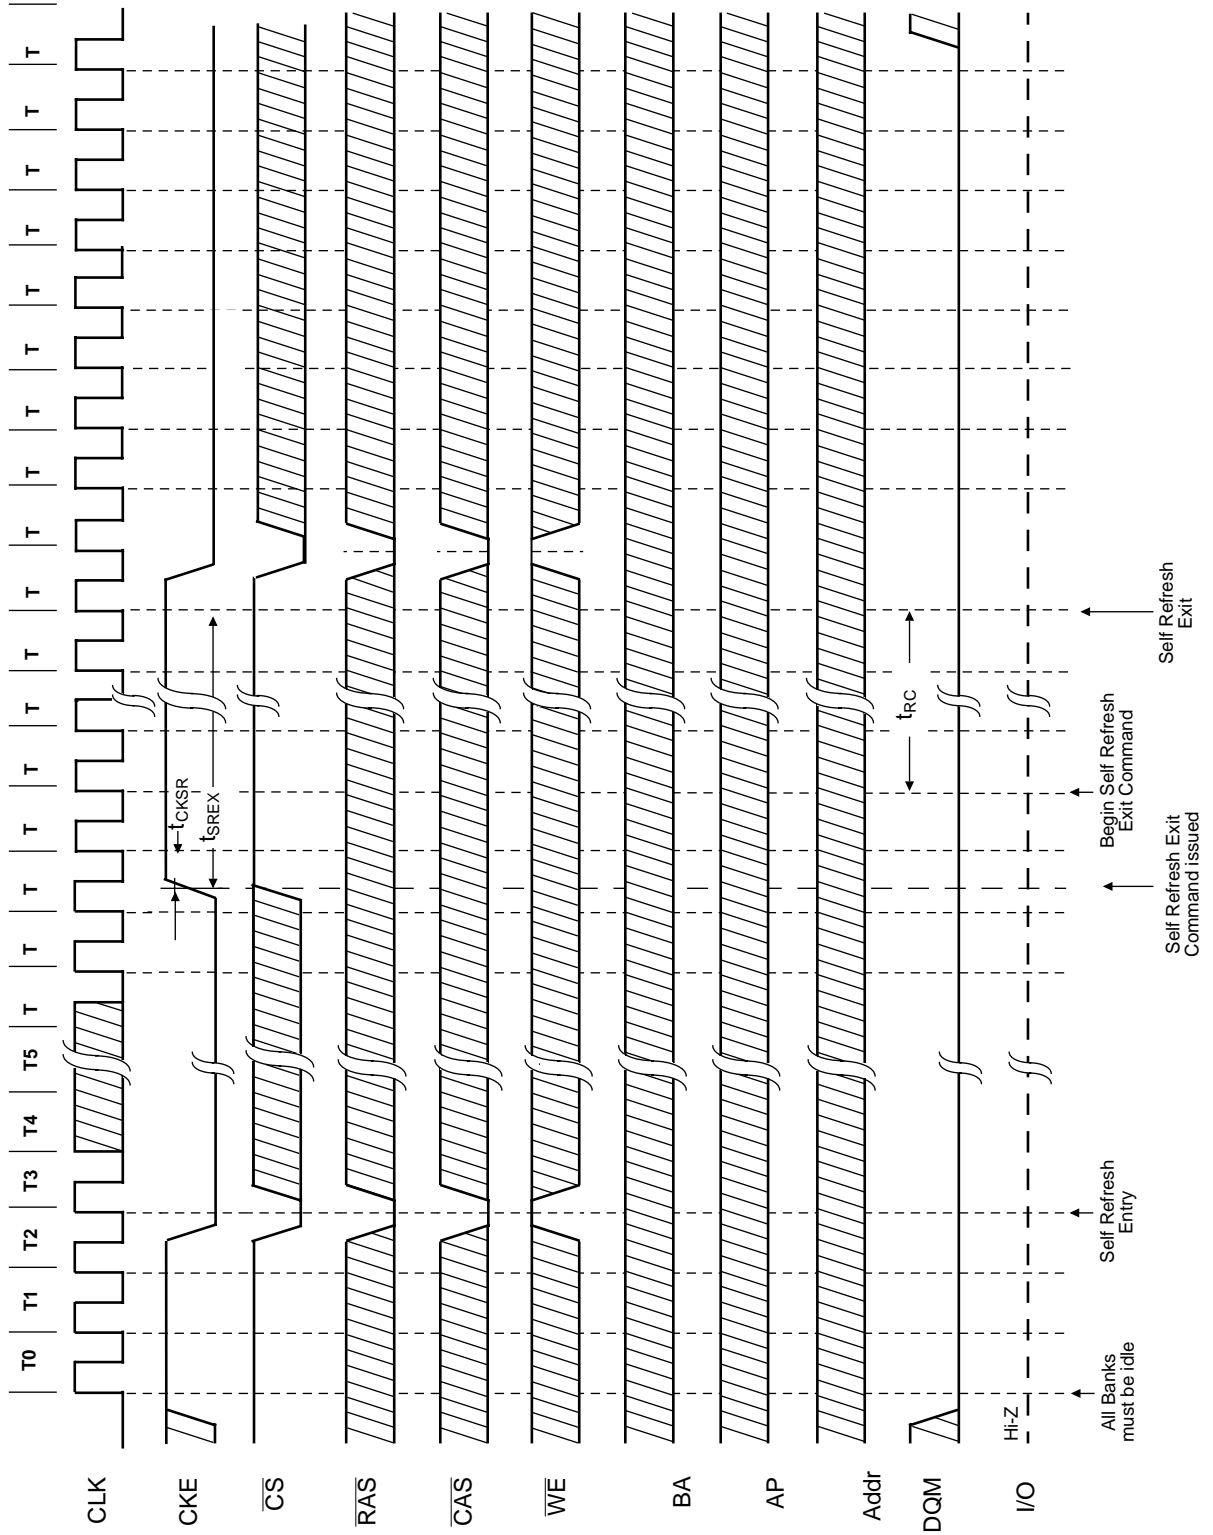 T0 T1 T2 T3 T4 T5 T T T T T T T T T T T T T T T T T
CLK
CKE
tCKSR
tSREX
CS
RAS
CAS
WE
BA
AP
Addr
tRC
DQM
Hi-Z
I/O
All Banks
must be idle
Self Refresh
Entry
Self Refresh Exit
Command issued
Begin Self Refresh
Exit Command
Self Refresh
Exit